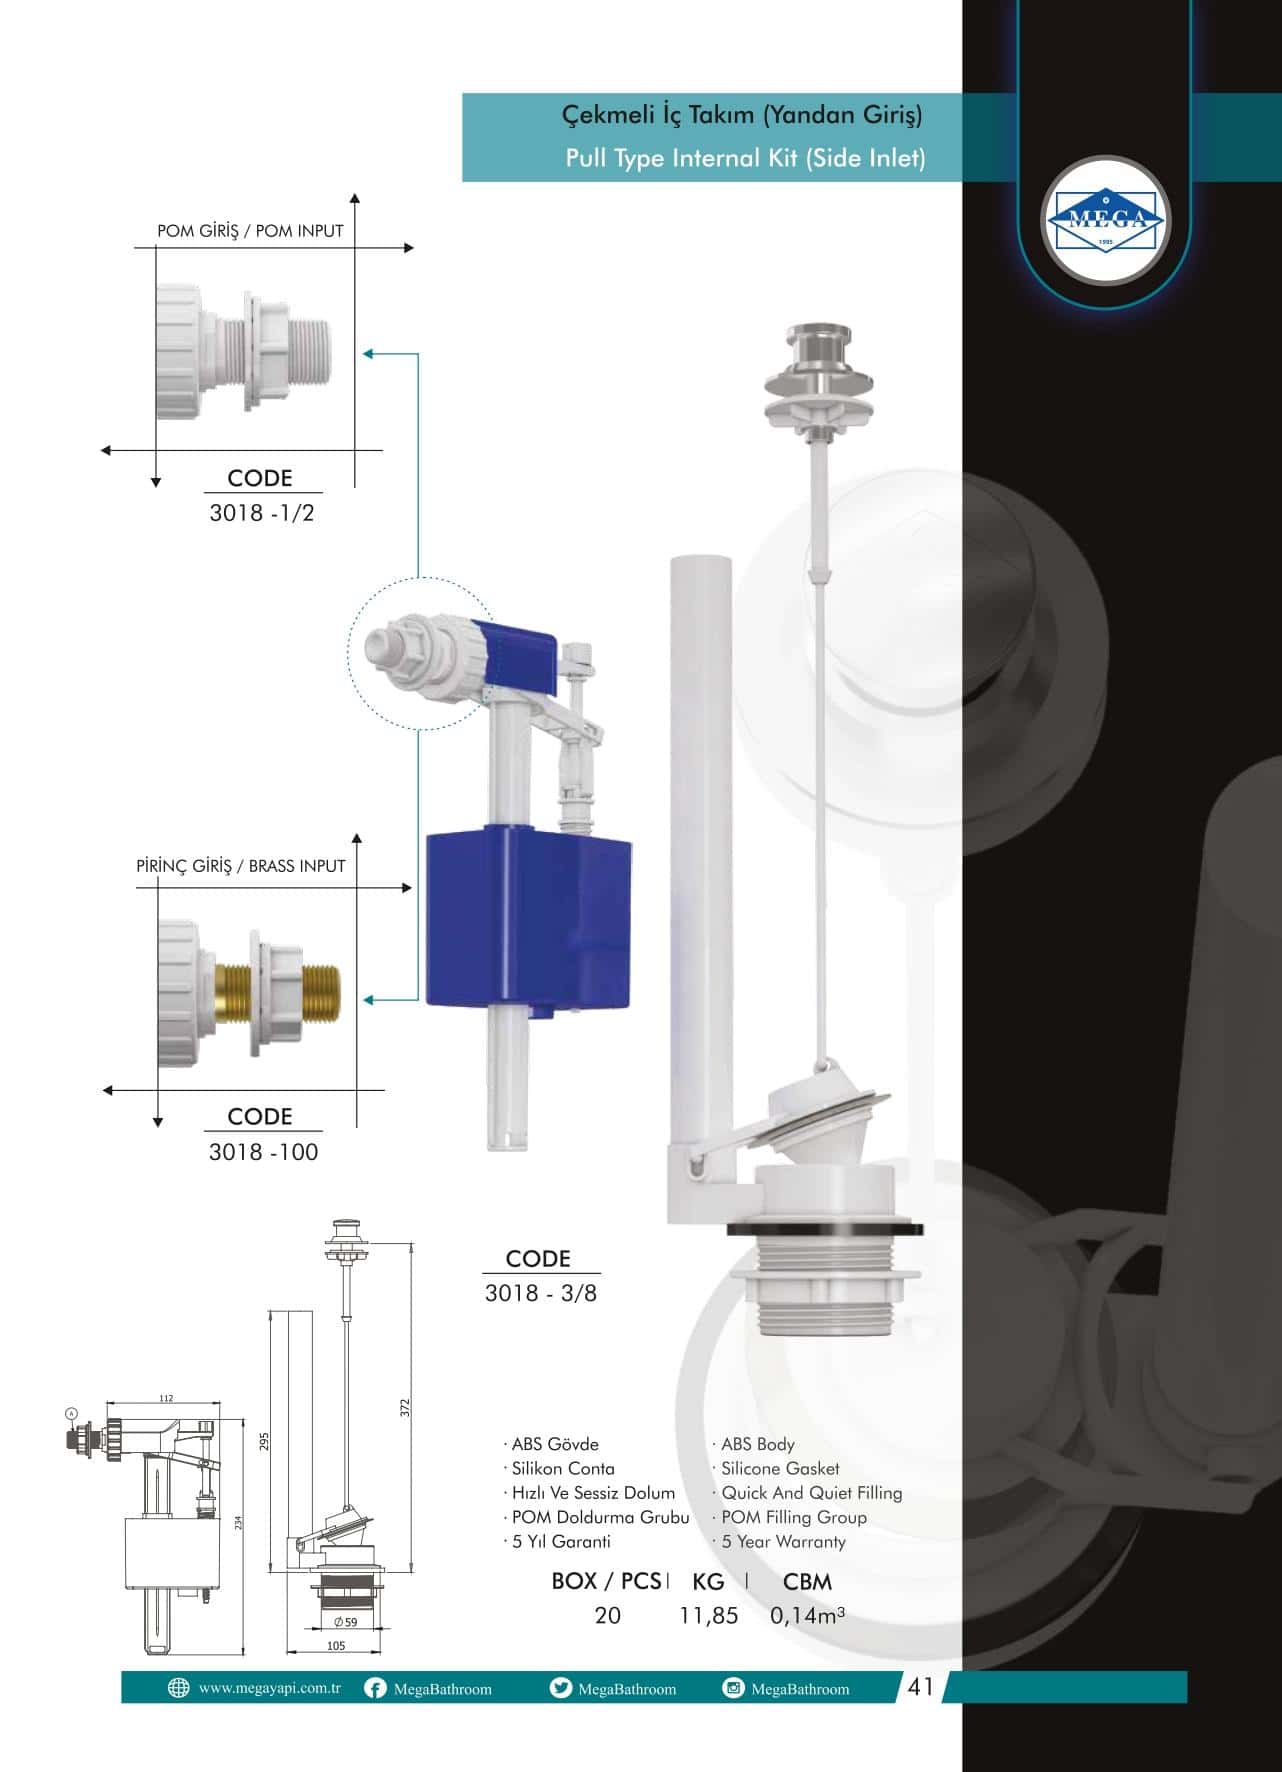 Çekmeli İç Takım (Yandan Giriş)
Pull Type Internal Kit (Side Inlet)
MEGA
1995
POM GİRİŞ / POM INPUT
CODE
3018 -1/2
PİRİNÇ GİRİŞ / BRASS INPUT
CODE
3018 -100
CODE
3018 - 3/8
112
A
234
295
372
Ø59
105
· ABS Gövde
· Silikon Conta
· Hızlı Ve Sessiz Dolum
· POM Doldurma Grubu
· 5 Yıl Garanti
· ABS Body
· Silicone Gasket
· Quick And Quiet Filling
· POM Filling Group
· 5 Year Warranty
BOX / PCS | KG | CBM
20 11,85 0,14m³
www.megayapi.com.tr MegaBathroom MegaBathroom MegaBathroom 41